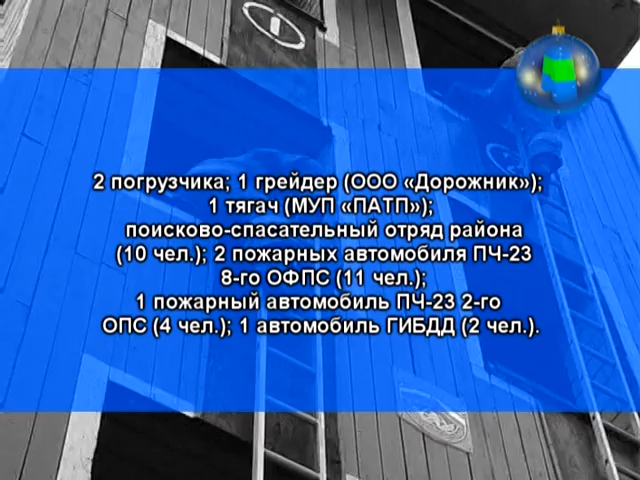 2 погрузчика; 1 грейдер (ООО «Дорожник»);
1 тягач (МУП «ПАТП»);
поисково-спасательный отряд района
(10 чел.); 2 пожарных автомобиля ПЧ-23
8-го ОФПС (11 чел.);
1 пожарный автомобиль ПЧ-23 2-го
ОПС (4 чел.); 1 автомобиль ГИБДД (2 чел.).